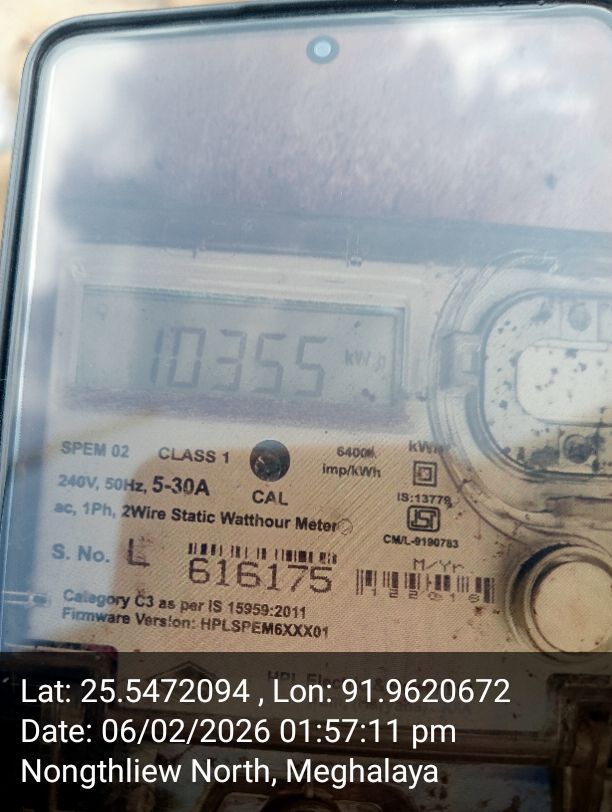 10355 kWh
SPEM 02 CLASS 1 6400 imp/kWh kWh
240V, 50Hz, 5-30A CAL
IS:13779
ac, 1Ph, 2Wire Static Watthour Meter
CM/L-9190783
S. No. L 616175
M/Yr
Category C3 as per IS 15959:2011
Firmware Version: HPLSPEM6XXX01
HPL
Lat: 25.5472094 , Lon: 91.9620672
Date: 06/02/2026 01:57:11 pm
Nongthliew North, Meghalaya